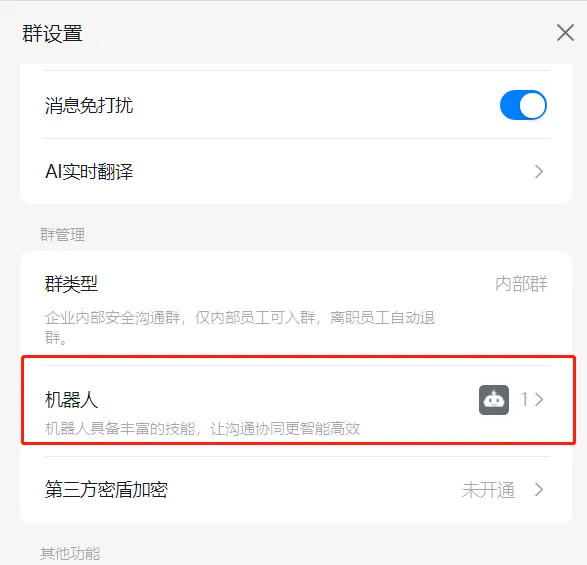 群设置
消息免打扰
AI实时翻译
群管理
群类型
内部群
企业内部安全沟通群，仅内部员工可入群，离职员工自动退
群。
机器人
1
机器人具备丰富的技能，让沟通协同更智能高效
第三方密盾加密
未开通
其他功能